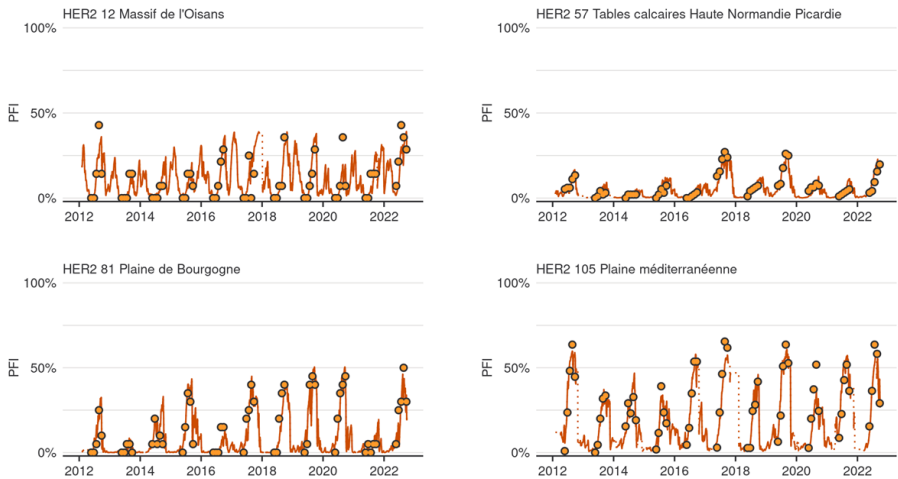 HER2 12 Massif de l'Oisans
100%
50%
0%
PFI
2012 2014 2016 2018 2020 2022
HER2 57 Tables calcaires Haute Normandie Picardie
100%
50%
0%
PFI
2012 2014 2016 2018 2020 2022
HER2 81 Plaine de Bourgogne
100%
50%
0%
PFI
2012 2014 2016 2018 2020 2022
HER2 105 Plaine méditerranéenne
100%
50%
0%
PFI
2012 2014 2016 2018 2020 2022